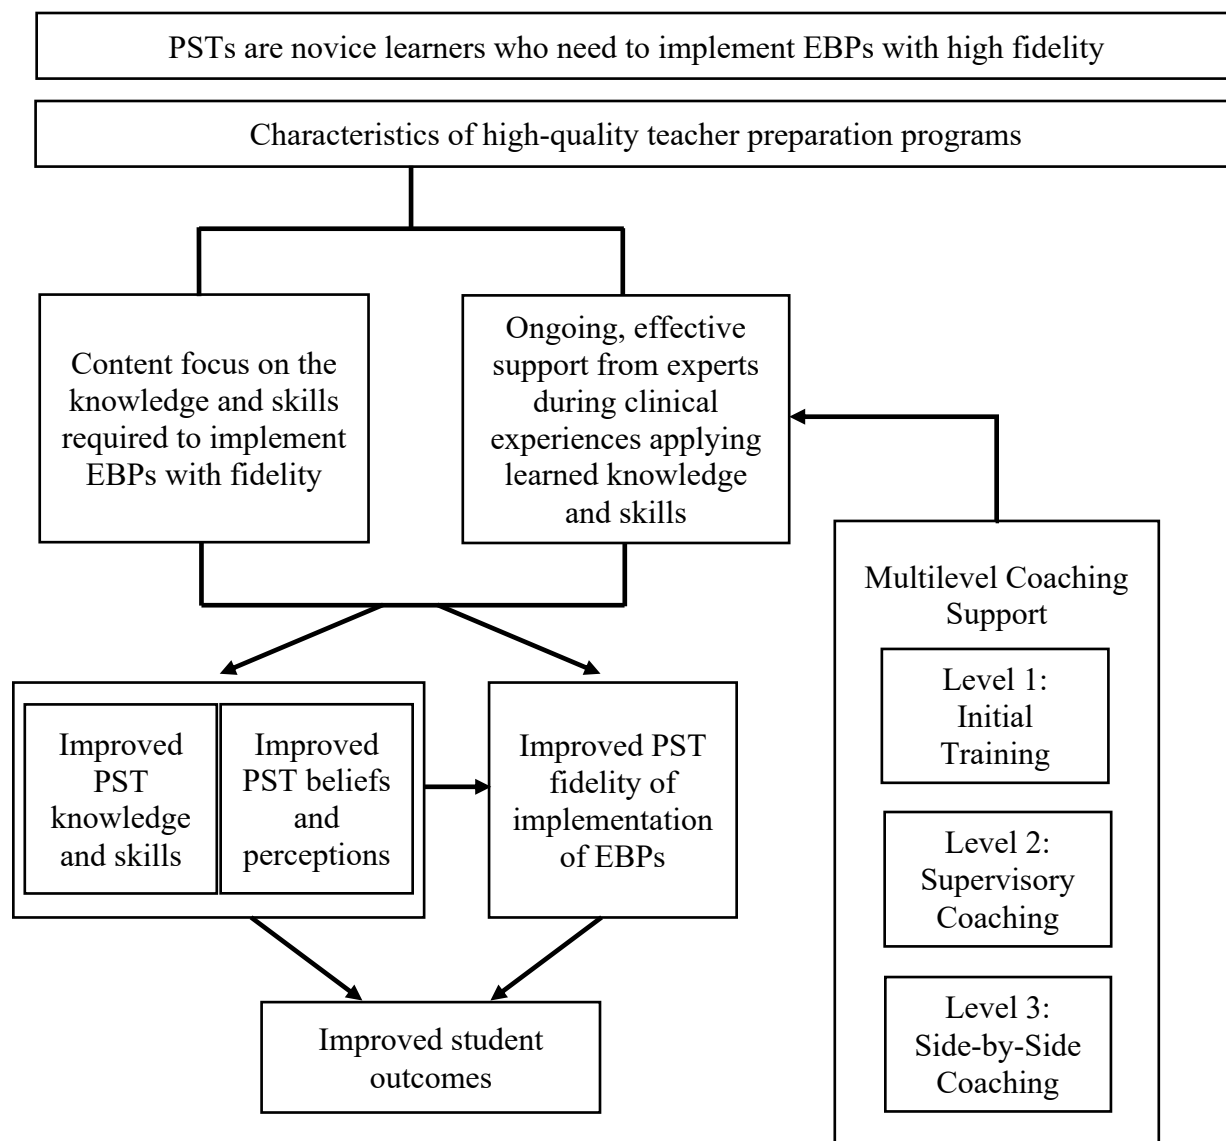 PSTs are novice learners who need to implement EBPs with high fidelity
Characteristics of high-quality teacher preparation programs
Content focus on the
knowledge and skills
required to implement
EBPs with fidelity
Ongoing, effective
support from experts
during clinical
experiences applying
learned knowledge
and skills
Multilevel Coaching
Support
Level 1:
Initial
Training
Level 2:
Supervisory
Coaching
Level 3:
Side-by-Side
Coaching
Improved
PST
knowledge
and skills
Improved
PST beliefs
and
perceptions
Improved PST
fidelity of
implementation
of EBPs
Improved student
outcomes